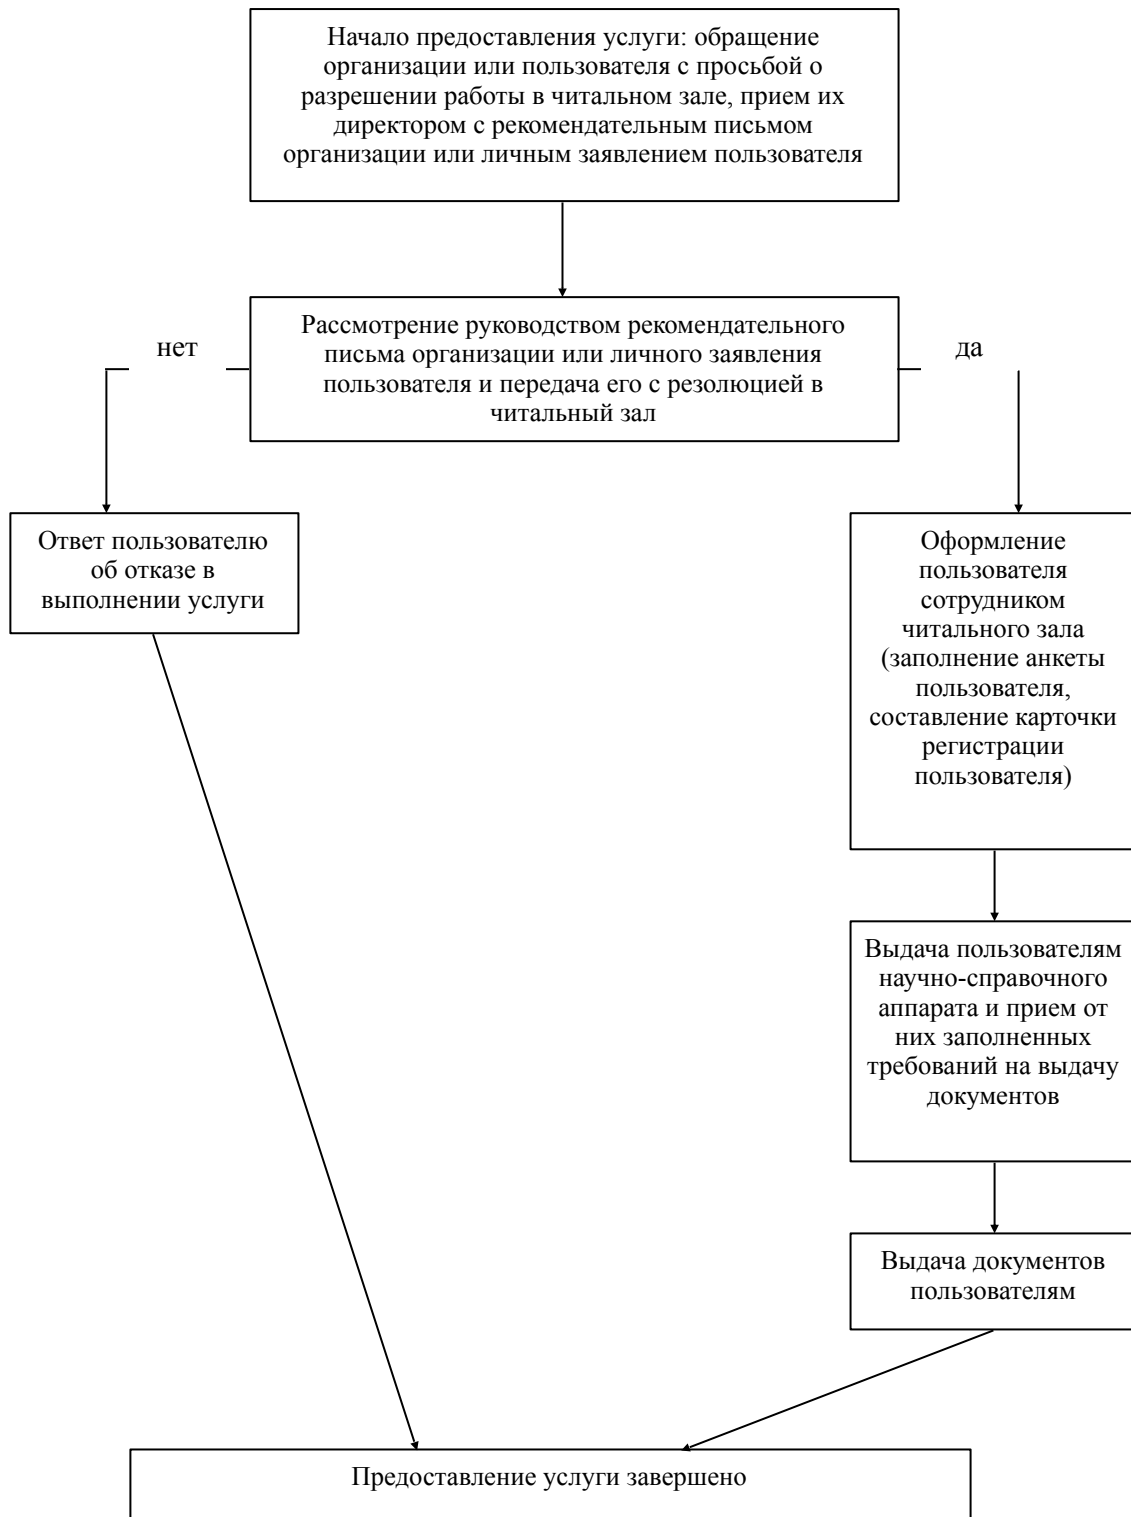 Начало предоставления услуги: обращение
организации или пользователя с просьбой о
разрешении работы в читальном зале, прием их
директором с рекомендательным письмом
организации или личным заявлением пользователя
нет
Рассмотрение руководством рекомендательного
письма организации или личного заявления
пользователя и передача его с резолюцией в
читальный зал
да
Ответ пользователю
об отказе в
выполнении услуги
Оформление
пользователя
сотрудником
читального зала
(заполнение анкеты
пользователя,
составление карточки
регистрации
пользователя)
Выдача пользователям
научно-справочного
аппарата и прием от
них заполненных
требований на выдачу
документов
Выдача документов
пользователям
Предоставление услуги завершено